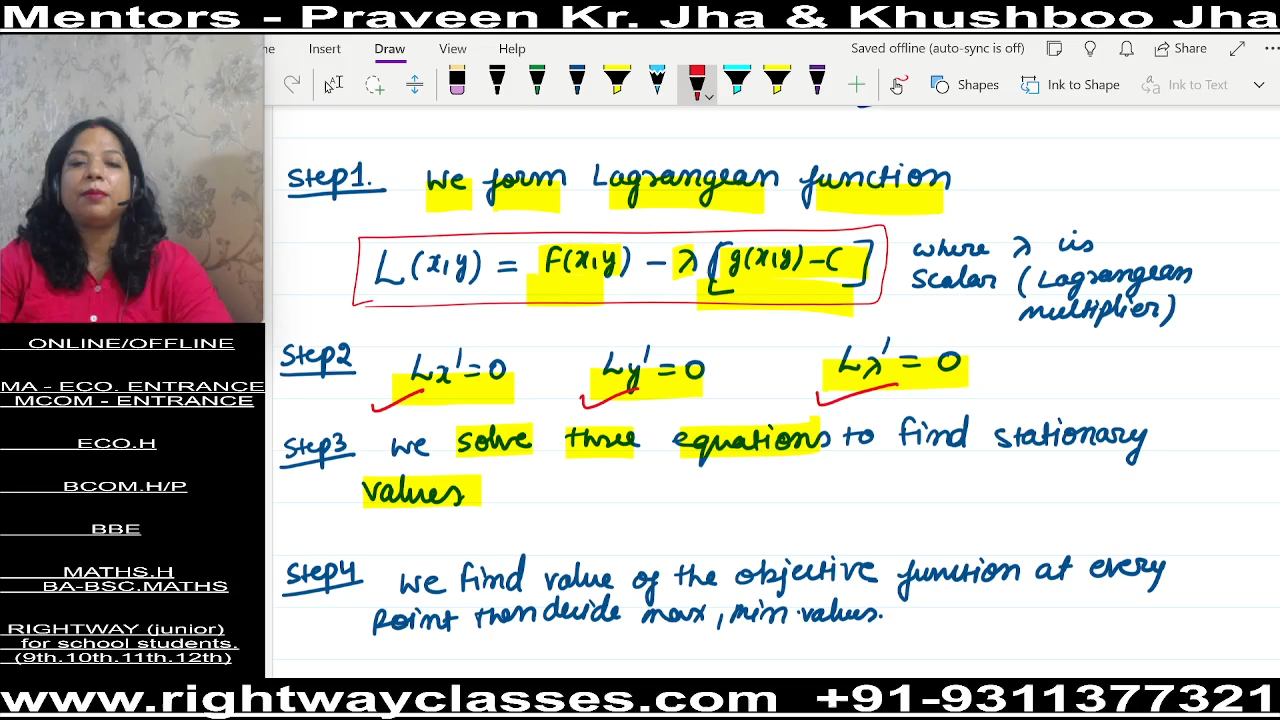 Mentors - Praveen Kr. Jha & Khushboo Jha
Insert Draw View Help Saved offline (auto-sync is off) Share
Shapes Ink to Shape Ink to Text
Step1. We form Lagrangean function
L(x,y) = F(x,y) - λ [g(x,y) - C] where λ is
Scalar (Lagrangean
multiplier)
Step2 Lx' = 0 Ly' = 0 Lλ' = 0
Step3 We solve three equations to find stationary
values
Step4 We find value of the objective function at every
point then decide max, min values.
ONLINE/OFFLINE
MA - ECO. ENTRANCE
MCOM - ENTRANCE
ECO.H
BCOM.H/P
BBE
MATHS.H
BA-BSC.MATHS
RIGHTWAY (junior)
for school students.
(9th.10th.11th.12th)
www.rightwayclasses.com +91-9311377321